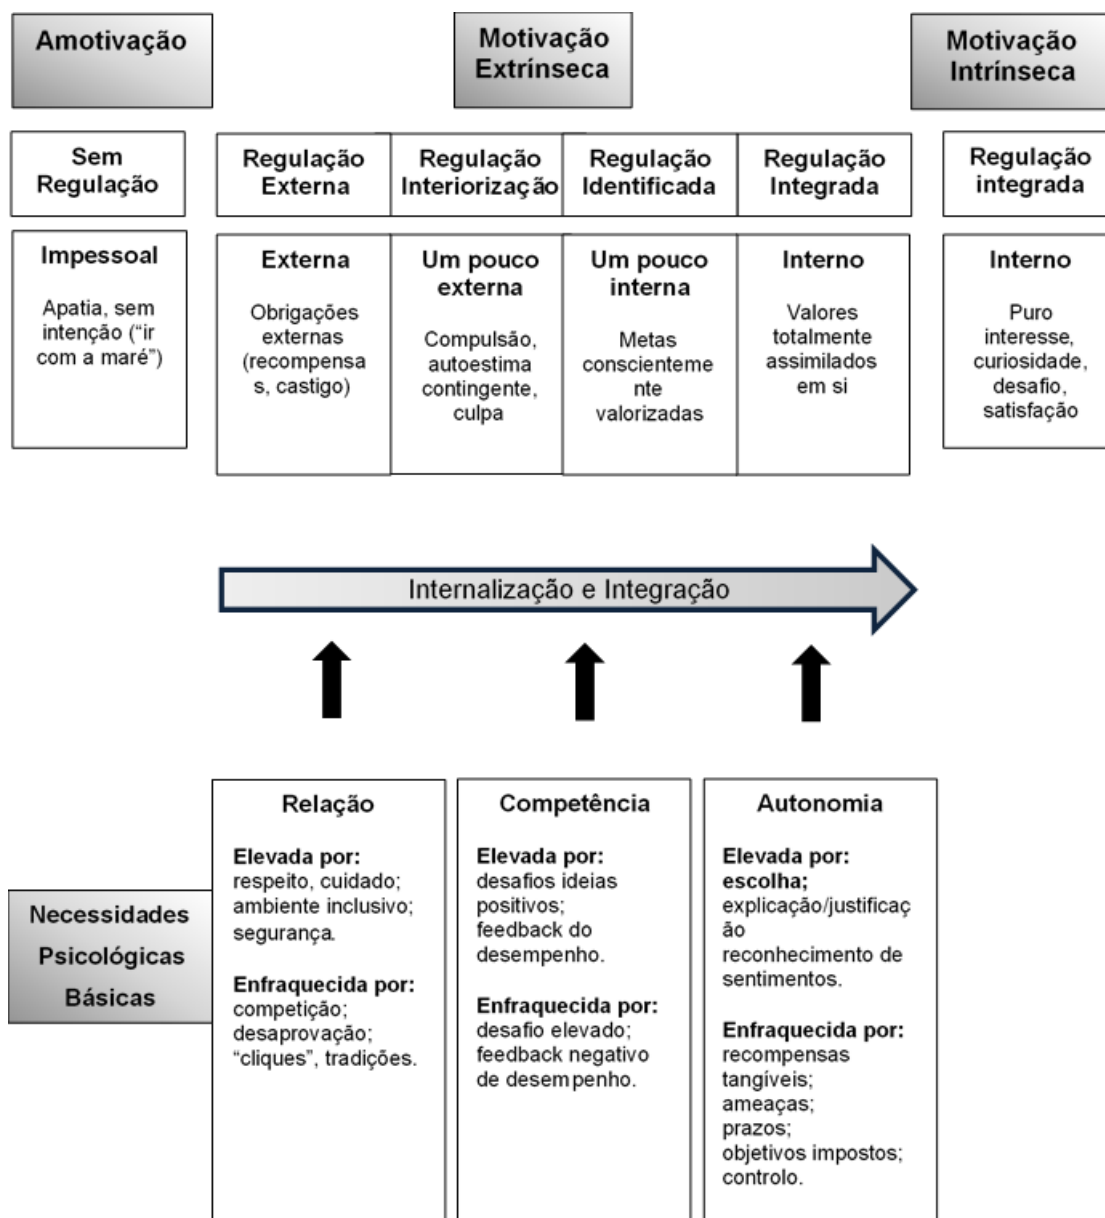 Amotivação
Motivação
Extrínseca
Motivação
Intrínseca
Sem
Regulação
Regulação
Externa
Regulação
Interiorização
Regulação
Identificada
Regulação
Integrada
Regulação
integrada
Impessoal
Apatia, sem
intenção (“ir
com a maré”)
Externa
Obrigações
externas
(recompensa
s, castigo)
Um pouco
externa
Compulsão,
autoestima
contingente,
culpa
Um pouco
interna
Metas
(conscienteme
nte
valorizadas
Interno
Valores
totalmente
assimilados
em si
Interno
Puro
interesse,
curiosidade,
desafio,
satisfação
Internalização e Integração
Necessidades
Psicológicas
Básicas
Relação
Elevada por:
respeito, cuidado;
ambiente inclusivo;
segurança.
Enfraquecida por:
competição;
desaprovação;
“cliques”, tradições.
Competência
Elevada por:
desafios ideias
positivos;
feedback do
desempenho.
Enfraquecida por:
desafio elevado;
feedback negativo
de desempenho.
Autonomia
Elevada por:
escolha;
explicação/justificaç
ão
reconhecimento de
sentimentos.
Enfraquecida por:
recompensas
tangíveis;
ameaças;
prazos;
objetivos impostos;
controlo.